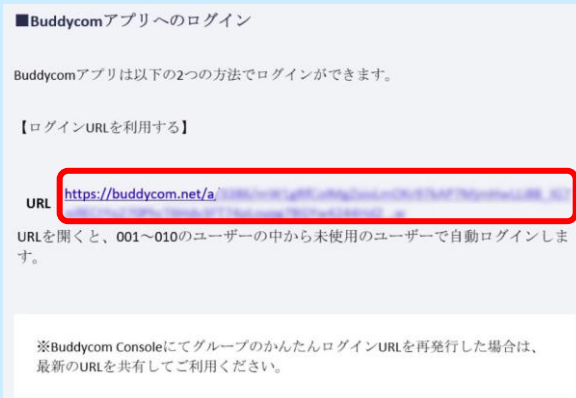 ■Buddycomアプリへのログイン
Buddycomアプリは以下の2つの方法でログインができます。
【ログインURLを利用する】
URL https://buddycom.net/a/
URLを開くと、001～010のユーザーの中から未使用のユーザーで自動ログインしま
す。
※Buddycom ConsoleにてグループのかんたんログインURLを再発行した場合は、
最新のURLを共有してご利用ください。